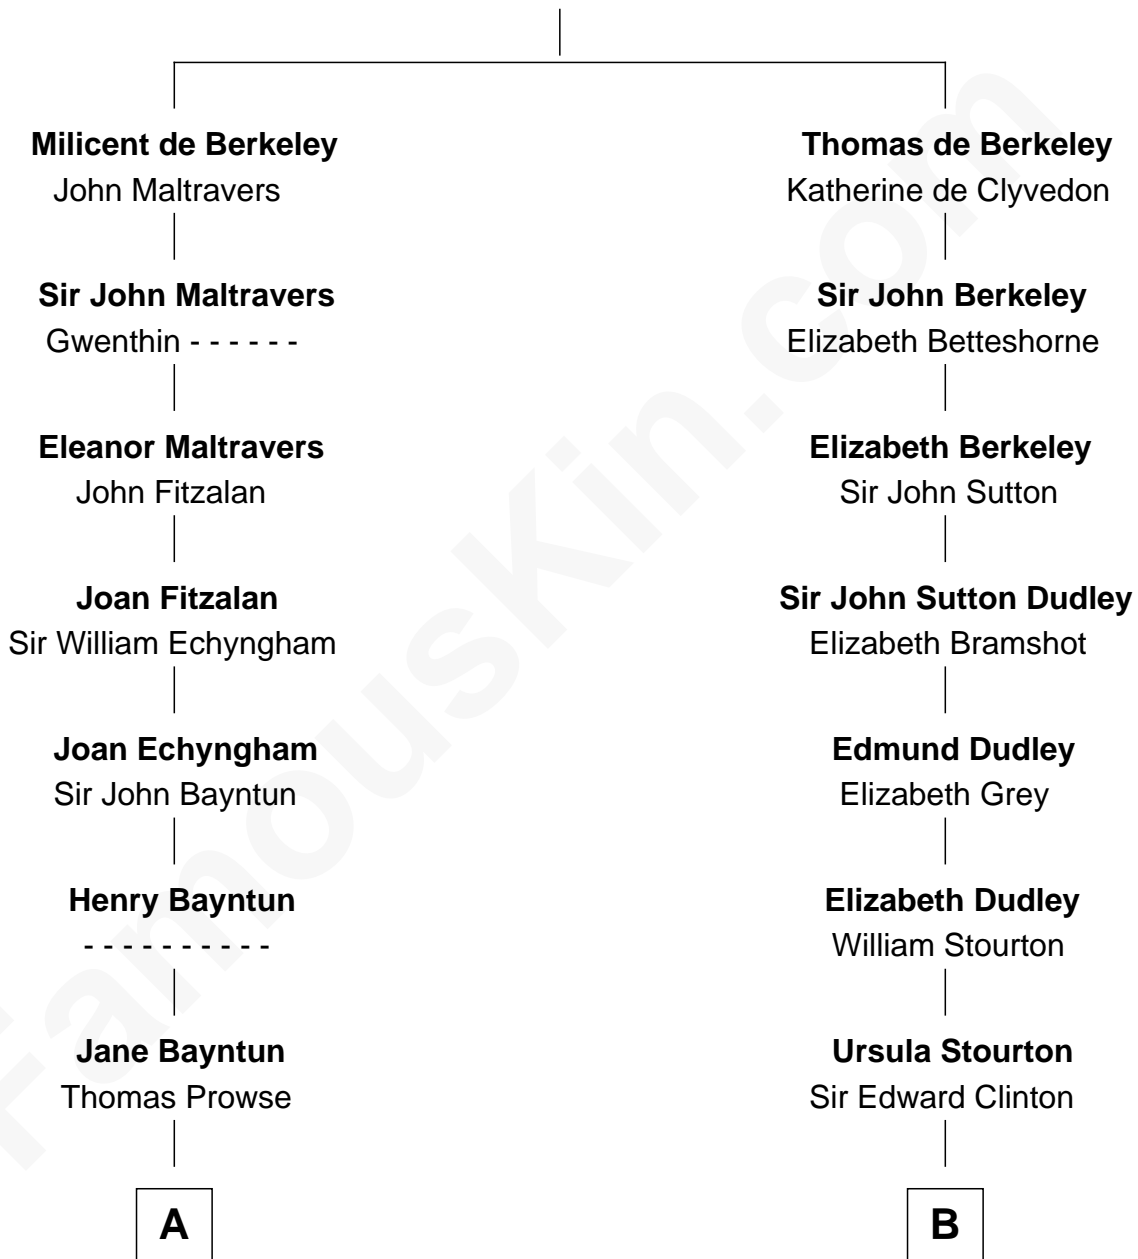 Milicent de Berkeley
John Maltravers
Sir John Maltravers
Gwenthin - - - - - -
Eleanor Maltravers
John Fitzalan
Joan Fitzalan
Sir William Echyngham
Joan Echyngham
Sir John Bayntun
Henry Bayntun
- - - - - - - - - -
Jane Bayntun
Thomas Prowse
A
Thomas de Berkeley
Katherine de Clyvedon
Sir John Berkeley
Elizabeth Betteshorne
Elizabeth Berkeley
Sir John Sutton
Sir John Sutton Dudley
Elizabeth Bramshot
Edmund Dudley
Elizabeth Grey
Elizabeth Dudley
William Stourton
Ursula Stourton
Sir Edward Clinton
B
FamousKin.com